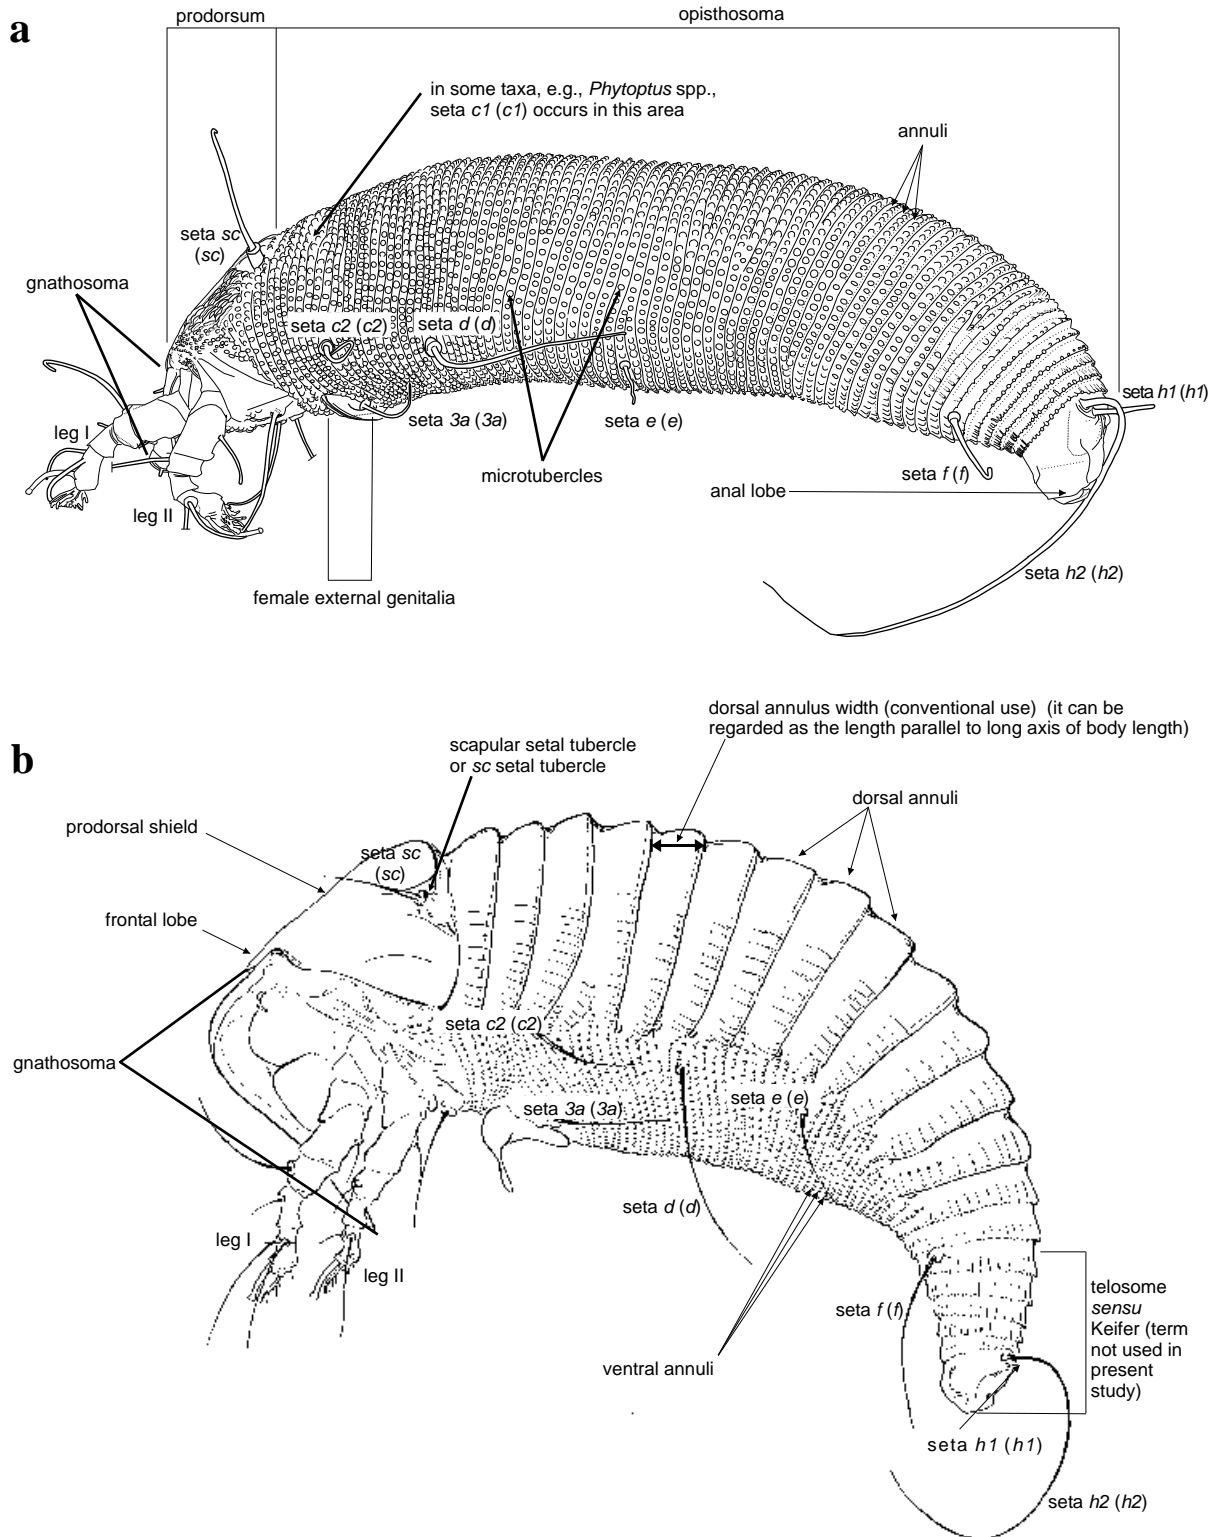 a
prodorsum
opisthosoma
in some taxa, e.g., Phytoptus spp.,
seta c1 (c1) occurs in this area
annuli
seta sc
(sc)
gnathosoma
seta c2 (c2)
seta d (d)
seta h1 (h1)
leg I
seta 3a (3a)
seta e (e)
microtubercles
seta f (f)
anal lobe
leg II
seta h2 (h2)
female external genitalia
b
dorsal annulus width (conventional use) (it can be
regarded as the length parallel to long axis of body length)
scapular setal tubercle
or sc setal tubercle
dorsal annuli
prodorsal shield
seta sc
(sc)
frontal lobe
seta c2 (c2)
gnathosoma
seta e (e)
seta 3a (3a)
seta d (d)
leg I
leg II
seta f (f)
telosome
sensu
Keifer (term
not used in
present
study)
ventral annuli
seta h1 (h1)
seta h2 (h2)